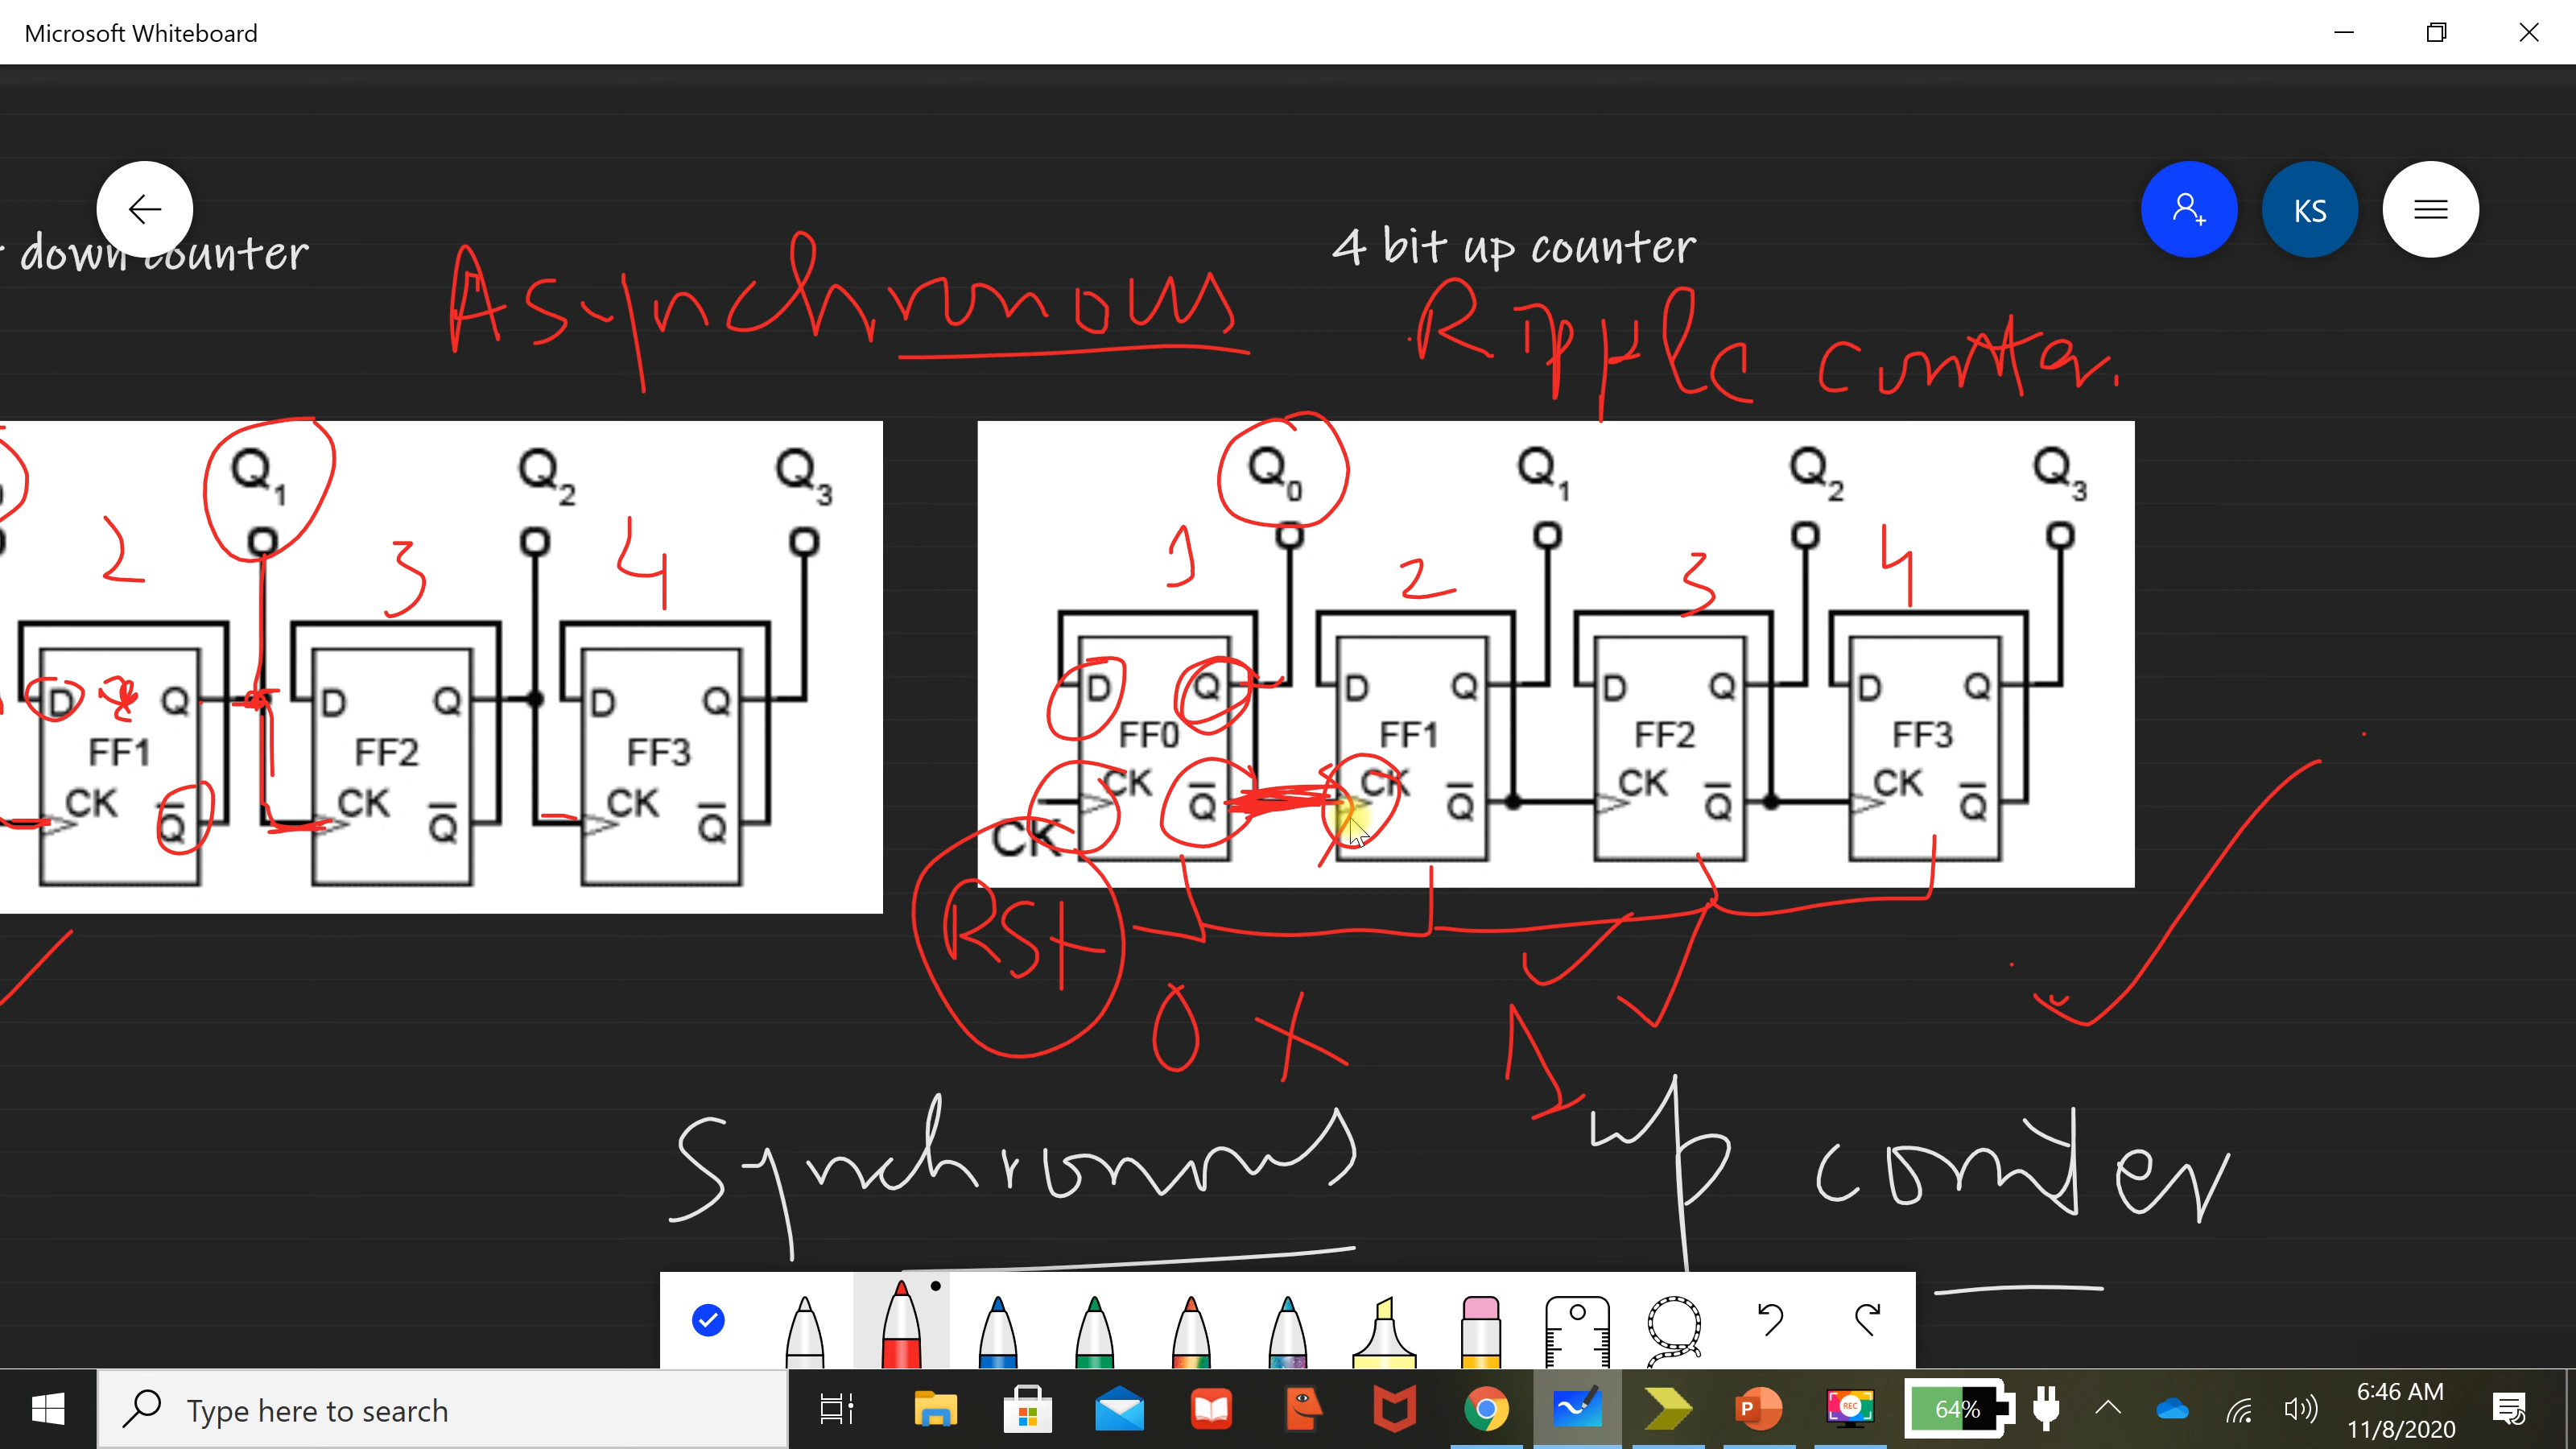 Microsoft Whiteboard
down counter
4 bit up counter
KS
Asynchronous
Ripple counter.
Q1 Q2 Q3
2 3 4
D Q D Q D Q
FF1 FF2 FF3
CK Q̅ CK Q̅ CK Q̅
Q0 Q1 Q2 Q3
1 2 3 4
D Q D Q D Q D Q
FF0 FF1 FF2 FF3
CK Q̅ CK Q̅ CK Q̅ CK Q̅
CK
RSt
0 X 1
Synchronous up counter
Type here to search
REC
64%
6:46 AM
11/8/2020